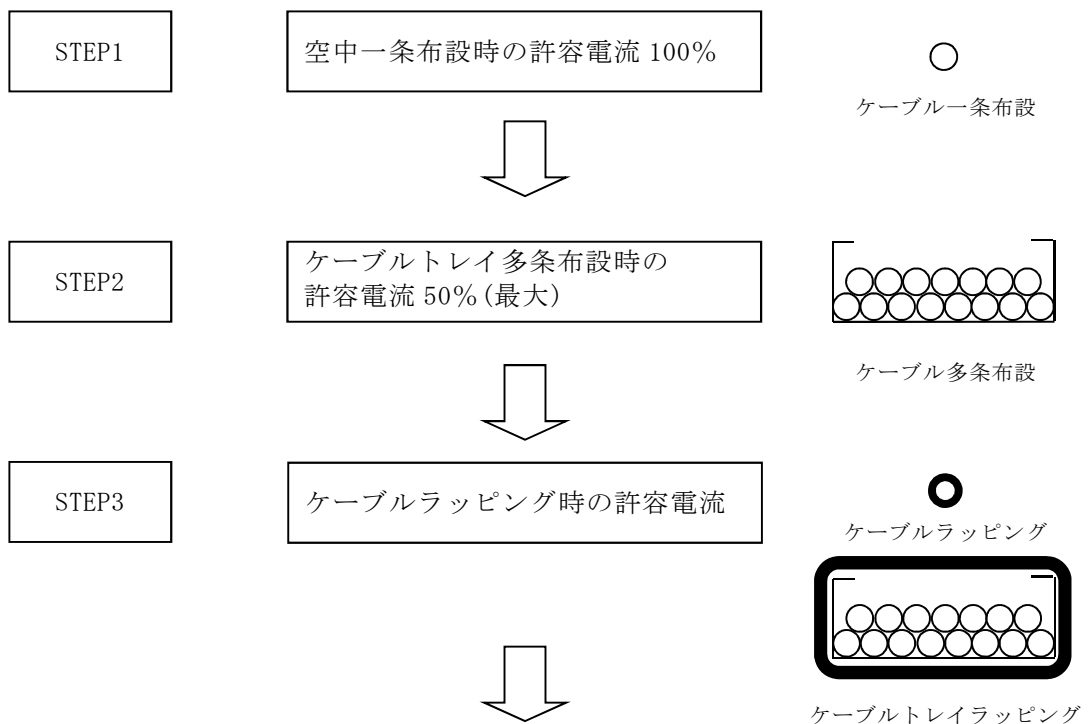 STEP1
空中一条布設時の許容電流 100%
ケーブル一条布設
STEP2
ケーブルトレイ多条布設時の
許容電流 50%(最大)
ケーブル多条布設
STEP3
ケーブルラッピング時の許容電流
ケーブルラッピング
ケーブルトレイラッピング